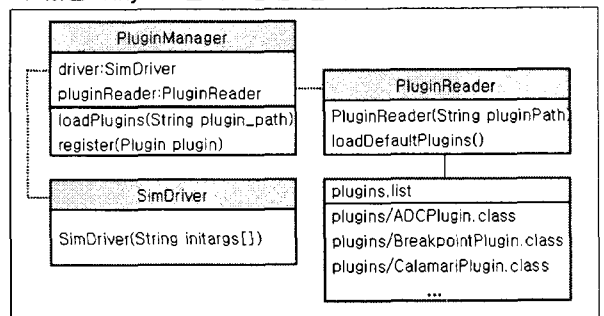 PluginManager
driver:SimDriver
pluginReader:PluginReader
loadPlugins(String plugin_path)
register(Plugin plugin)
PluginReader
PluginReader(String pluginPath)
loadDefaultPlugins()
SimDriver
SimDriver(String initargs[])
plugins.list
plugins/ADCPlugin.class
plugins/BreakpointPlugin.class
plugins/CalamariPlugin.class
...